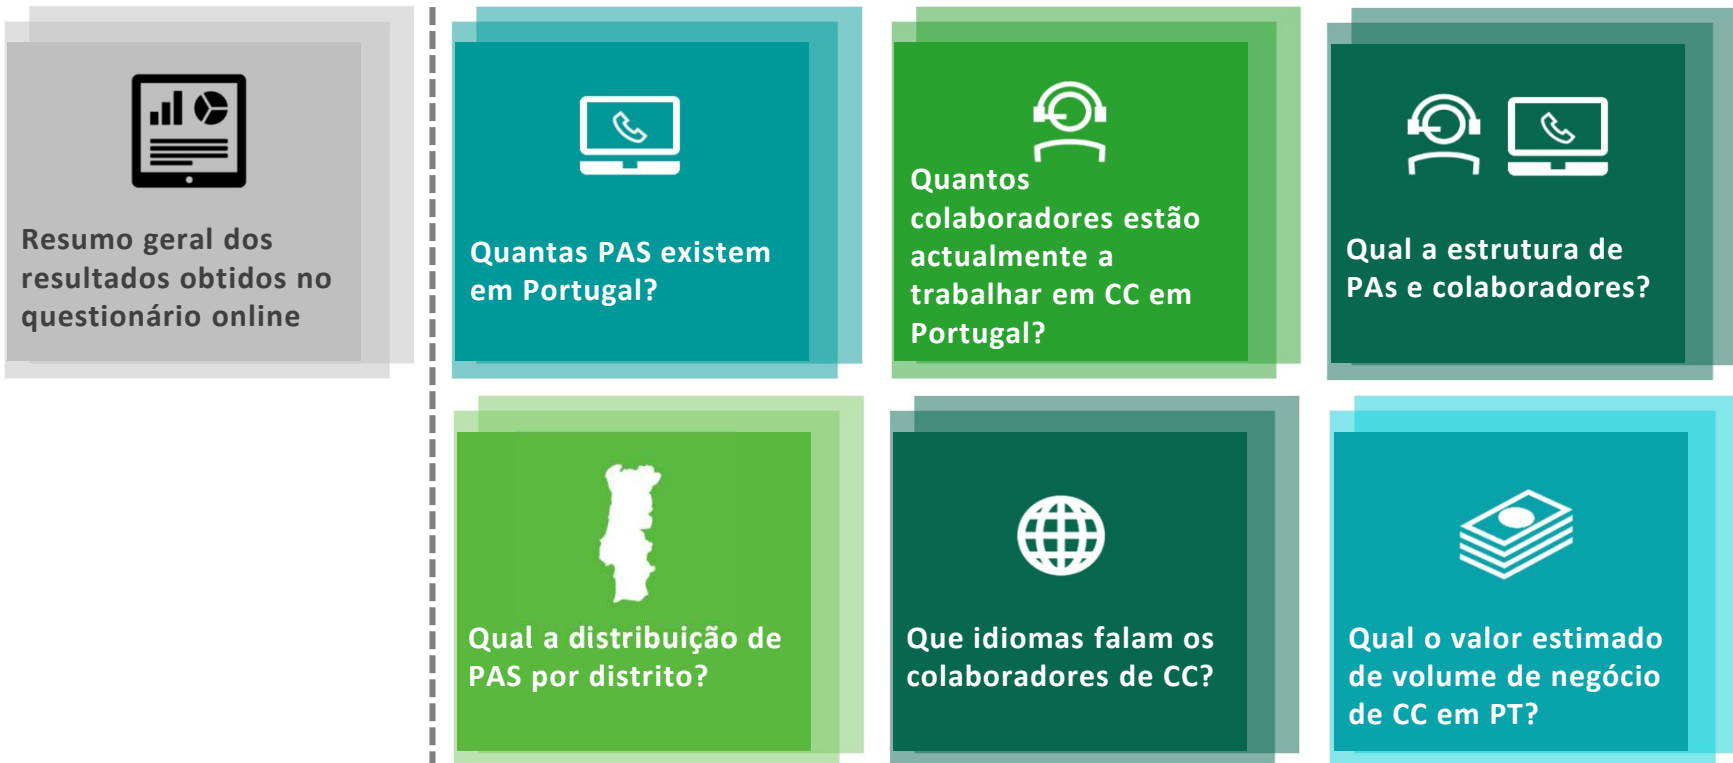 Resumo geral dos
resultados obtidos no
questionário online
Quantas PAS existem
em Portugal?
Quantos
colaboradores estão
actualmente a
trabalhar em CC em
Portugal?
Qual a estrutura de
PAs e colaboradores?
Qual a distribuição de
PAS por distrito?
Que idiomas falam os
colaboradores de CC?
Qual o valor estimado
de volume de negócio
de CC em PT?